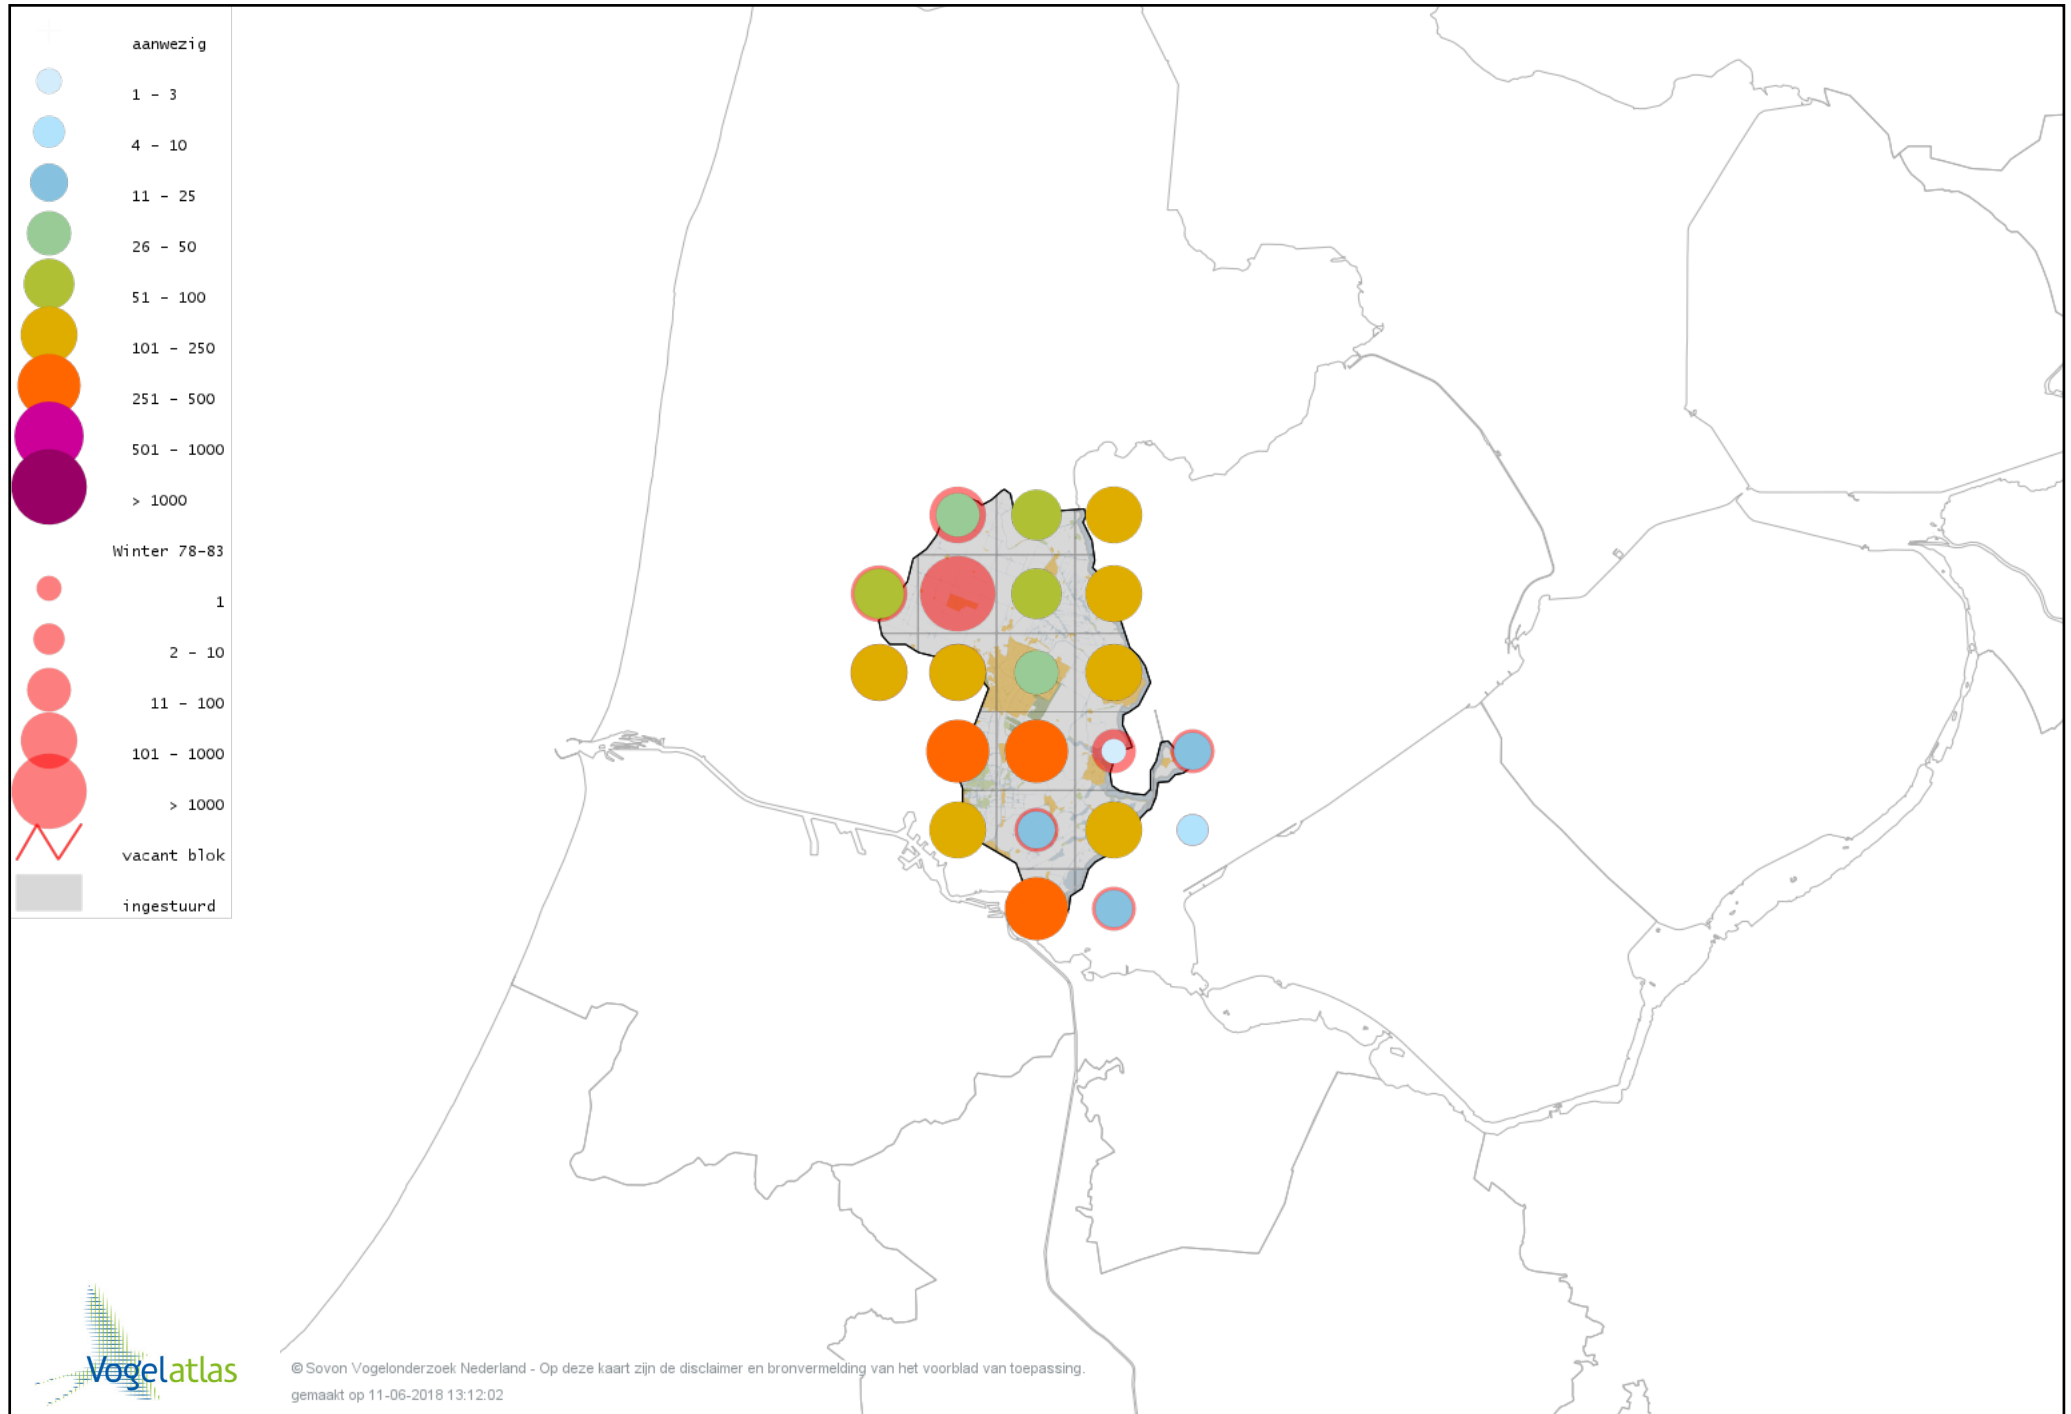 aanwezig
1 - 3
4 - 10
11 - 25
26 - 50
51 - 100
101 - 250
251 - 500
501 - 1000
> 1000
Winter 78-83
1
2 - 10
11 - 100
101 - 1000
> 1000
vacant blok
ingestuurd
Vogelatlas
© Sovon Vogelonderzoek Nederland - Op deze kaart zijn de disclaimer en bronvermelding van het voorblad van toepassing.
gemaakt op 11-06-2018 13:12:02